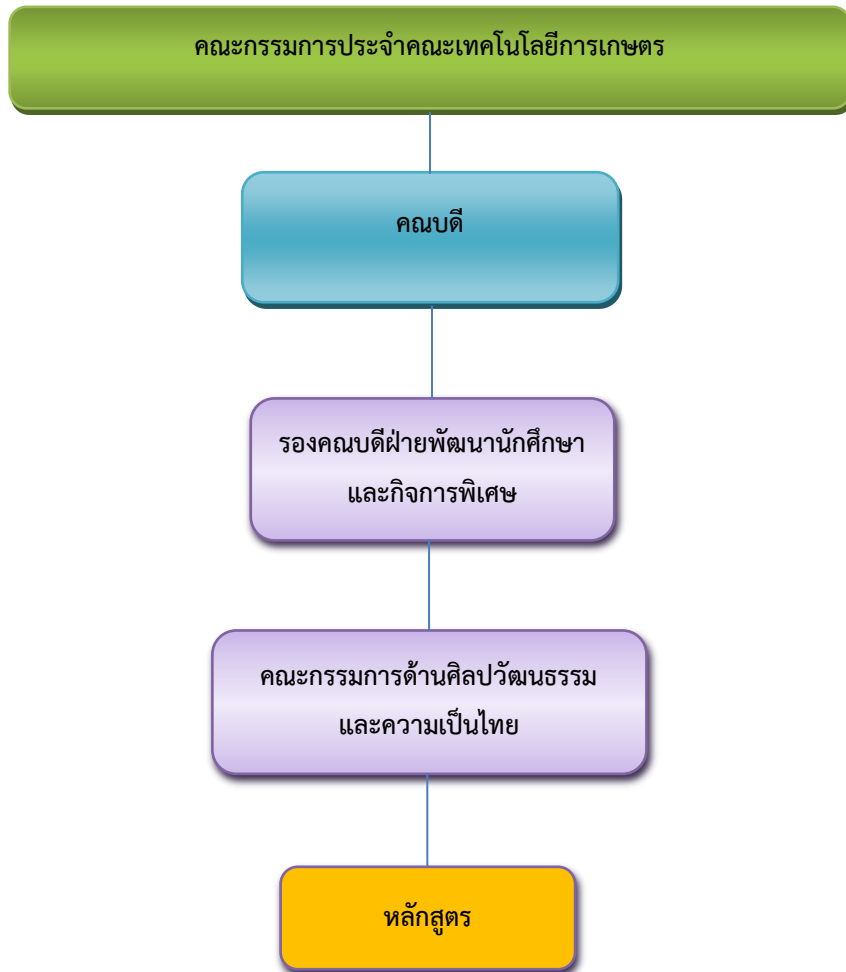 คณะกรรมการประจำคณะเทคโนโลยีการเกษตร
คณบดี
รองคณบดีฝ่ายพัฒนานักศึกษา
และกิจการพิเศษ
คณะกรรมการด้านศิลปวัฒนธรรม
และความเป็นไทย
หลักสูตร